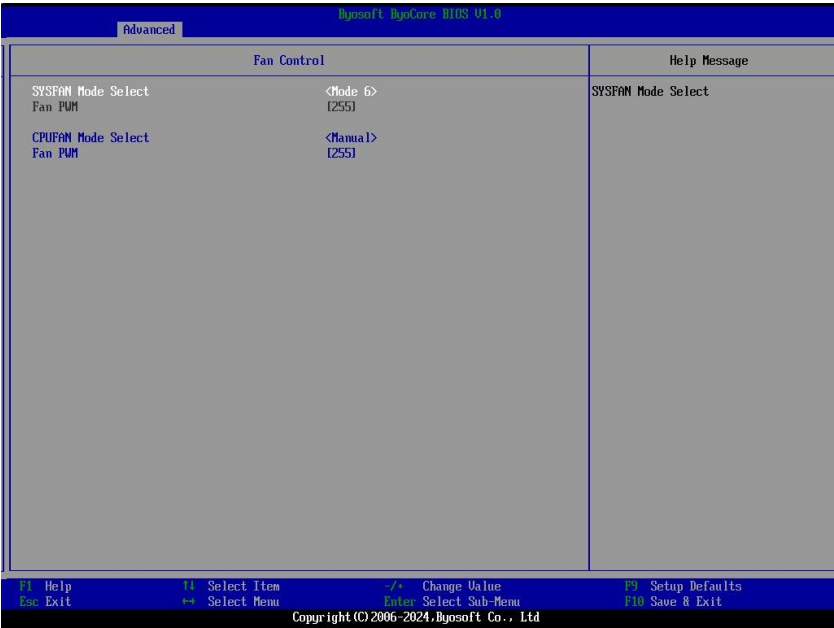 Byosoft ByoCore BIOS V1.0
Advanced
Fan Control
Help Message
SYSFAN Mode Select <Mode 6>
SYSFAN Mode Select
Fan PWM [255]
CPUFAN Mode Select <Manual>
Fan PWM [255]
F1 Help ↑↓ Select Item -/+ Change Value F9 Setup Defaults
Esc Exit ↔ Select Menu Enter Select Sub-Menu F10 Save & Exit
Copyright(C)2006-2024,Byosoft Co., Ltd